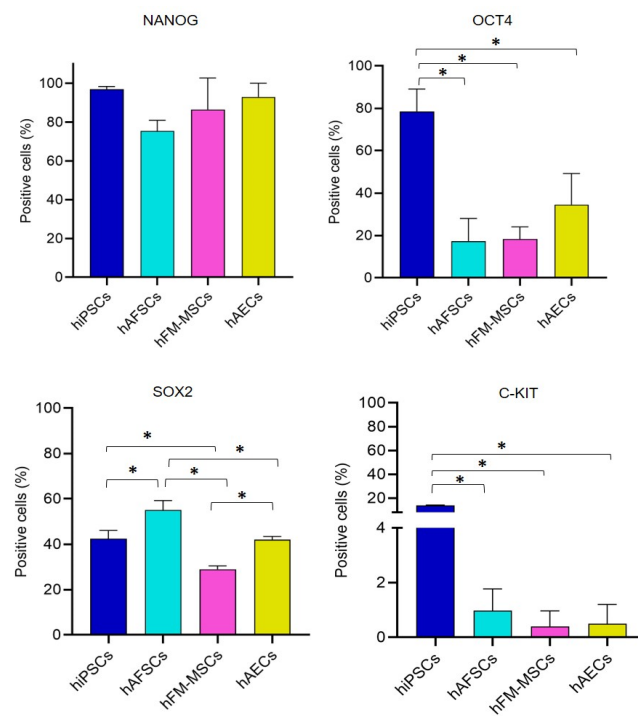 NANOG
Positive cells (%)
100
80
60
40
20
0
hiPSCs
hAFSCs
hFM-MSCs
hAECs
OCT4
* 
*
*
Positive cells (%)
100
80
60
40
20
0
hiPSCs
hAFSCs
hFM-MSCs
hAECs
SOX2
*
*
*
*
*
Positive cells (%)
100
80
60
40
20
0
hiPSCs
hAFSCs
hFM-MSCs
hAECs
C-KIT
*
*
*
Positive cells (%)
100
80
60
40
20
4
2
0
hiPSCs
hAFSCs
hFM-MSCs
hAECs